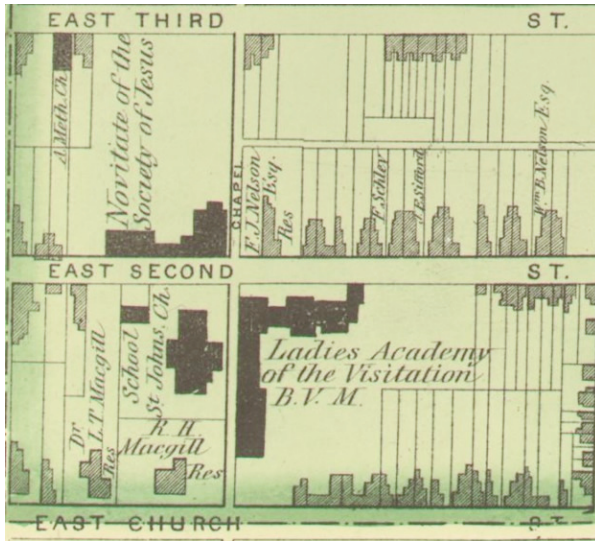 EAST THIRD ST.
A. Meth. Ch.
Novitate of the
Society of Jesus
CHAPEL
E. J. Nelson
Esq.
Res
F. Schley
J. E. Sifford
Wm. B. Nelson Esq.
EAST SECOND ST.
Dr
L. T. Macgill
Res
School
St Johns. Ch.
R H
Macgill
Res
Ladies Academy
of the Visitation
B. V. M.
EAST CHURCH ST.